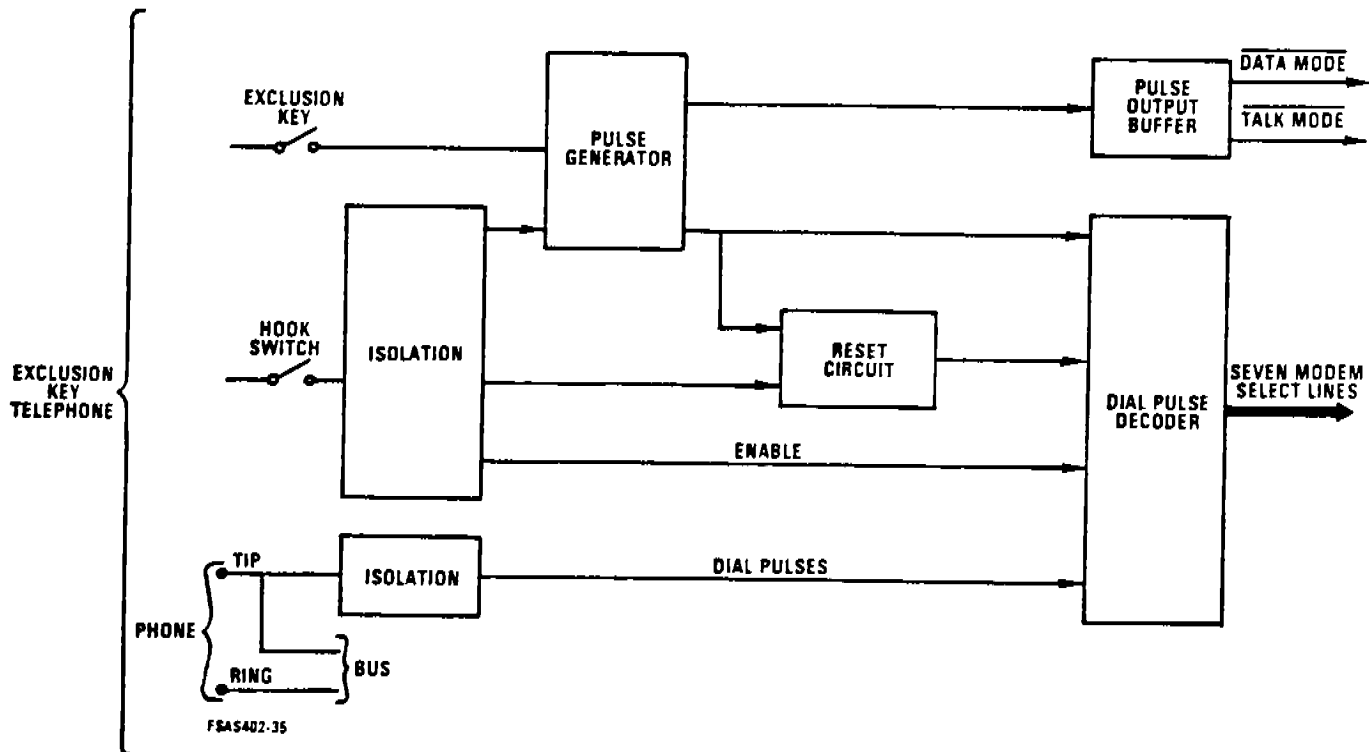 EXCLUSION
KEY
PULSE
GENERATOR
PULSE
OUTPUT
BUFFER
DATA MODE
TALK MODE
HOOK
SWITCH
ISOLATION
RESET
CIRCUIT
EXCLUSION
KEY
TELEPHONE
DIAL PULSE
DECODER
SEVEN MODEM
SELECT LINES
ENABLE
TIP
ISOLATION
DIAL PULSES
PHONE
BUS
RING
FSAS402-35